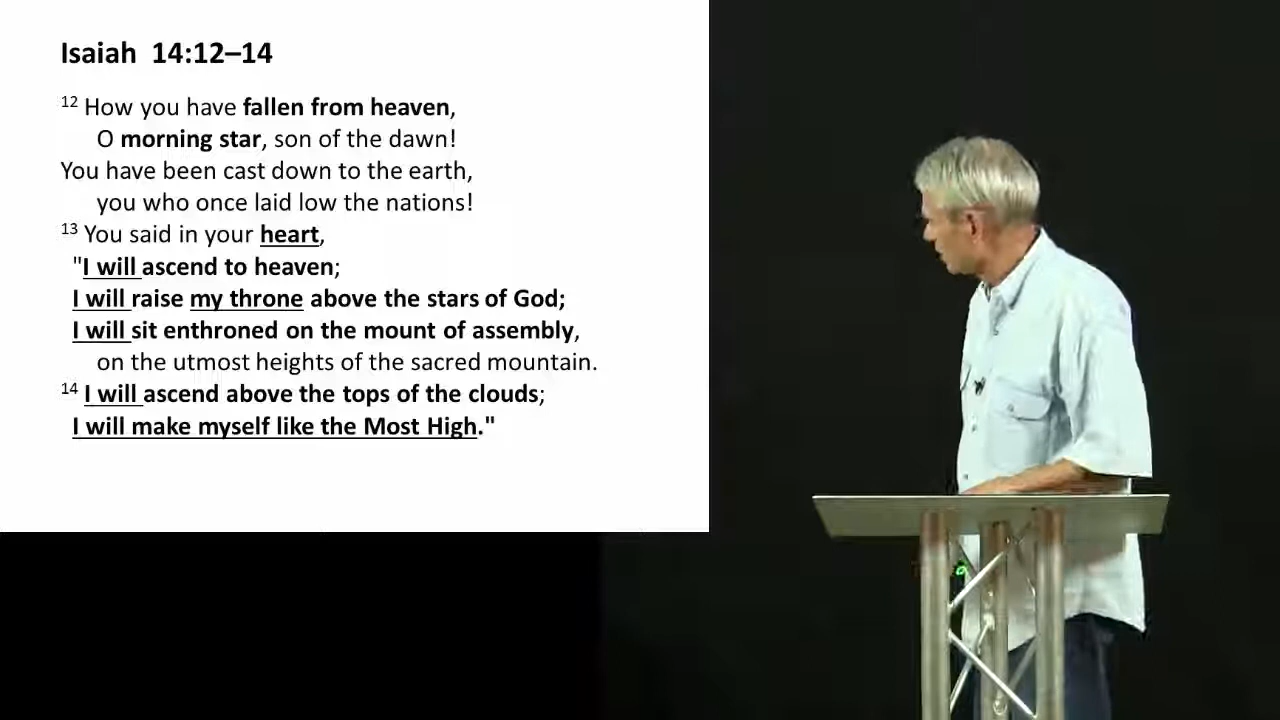 Isaiah 14:12–14
12 How you have fallen from heaven,
O morning star, son of the dawn!
You have been cast down to the earth,
you who once laid low the nations!
13 You said in your heart,
"I will ascend to heaven;
I will raise my throne above the stars of God;
I will sit enthroned on the mount of assembly,
on the utmost heights of the sacred mountain.
14 I will ascend above the tops of the clouds;
I will make myself like the Most High."